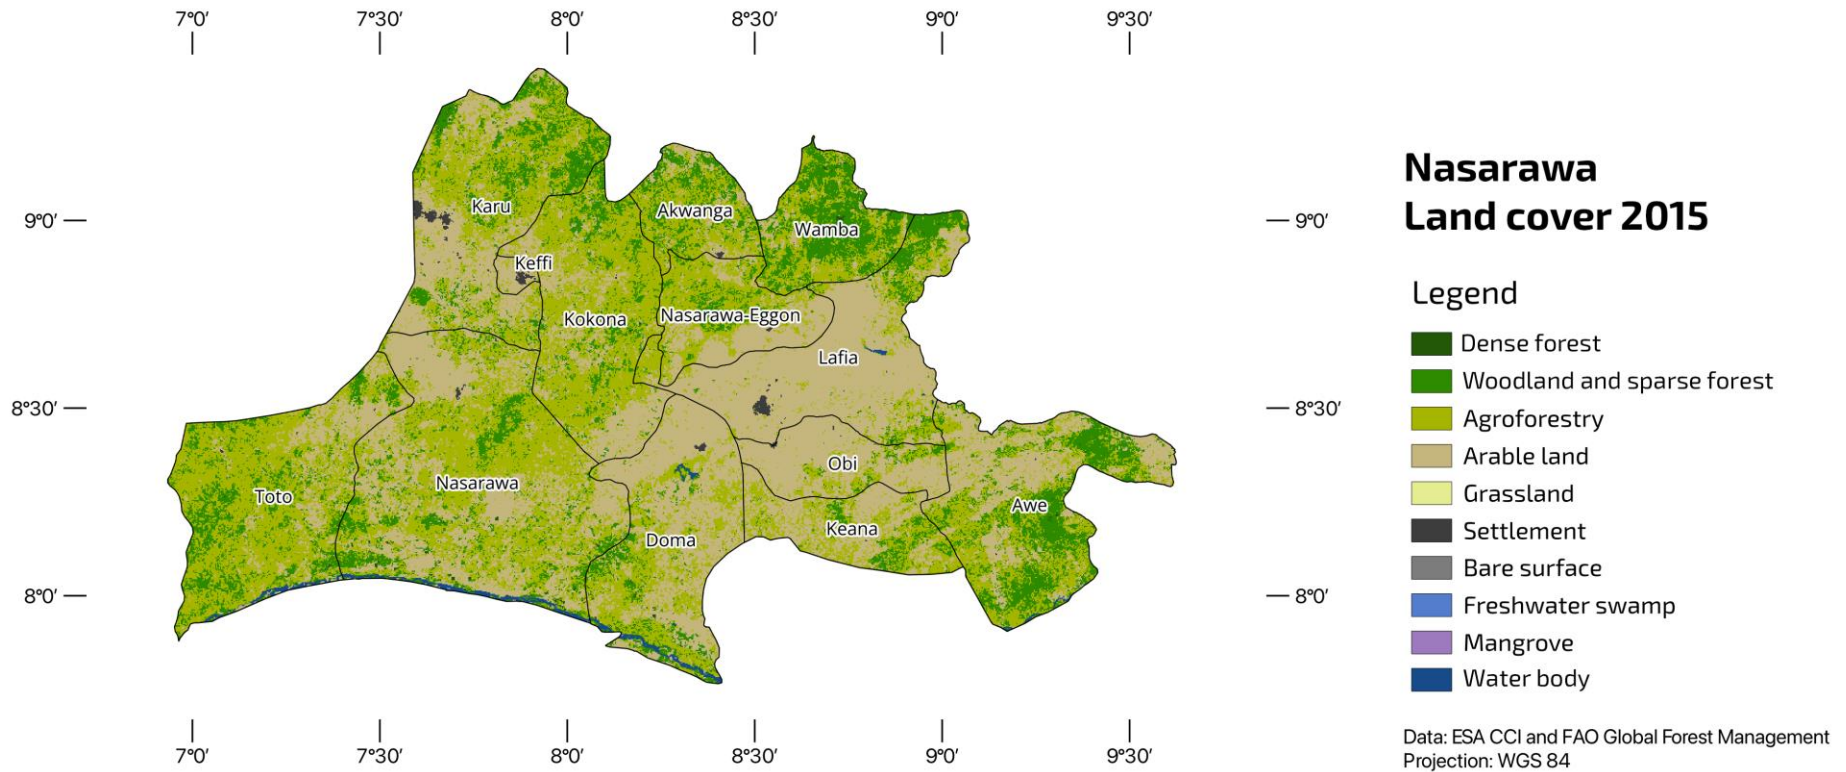 7°0′ 7°30′ 8°0′ 8°30′ 9°0′ 9°30′
Nasarawa
Land cover 2015
9°0′ 9°0′
Karu
Akwanga
Wamba
Keffi
Kokona
Nasarawa-Eggon
Lafia
8°30′ 8°30′
Obi
Toto
Nasarawa
Awe
Keana
Doma
8°0′ 8°0′
7°0′ 7°30′ 8°0′ 8°30′ 9°0′ 9°30′
Legend
Dense forest
Woodland and sparse forest
Agroforestry
Arable land
Grassland
Settlement
Bare surface
Freshwater swamp
Mangrove
Water body
Data: ESA CCI and FAO Global Forest Management
Projection: WGS 84